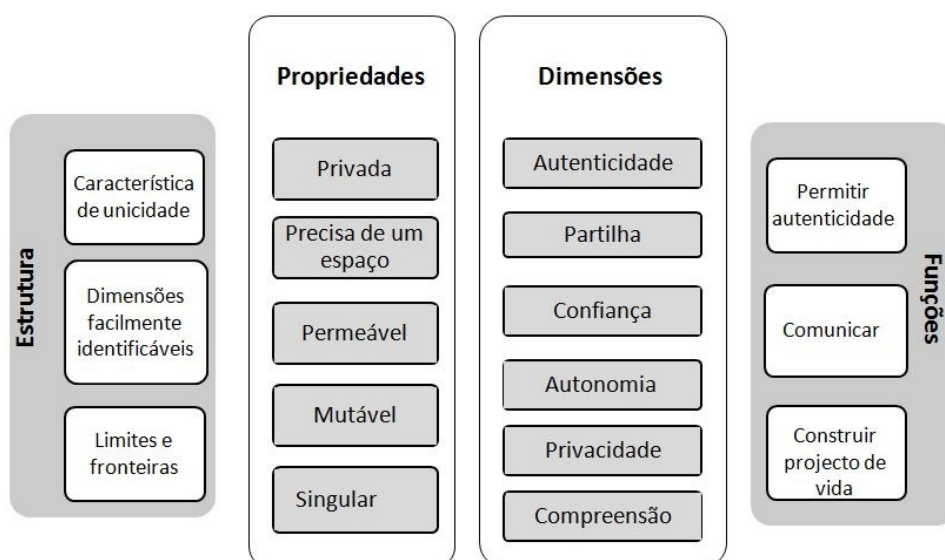 Estrutura
Característica
de unicidade
Dimensões
facilmente
identificáveis
Limites e
fronteiras
Propriedades
Privada
Precisa de um
espaço
Permeável
Mutável
Singular
Dimensões
Autenticidade
Partilha
Confiança
Autonomia
Privacidade
Compreensão
Permitir
autenticidade
Comunicar
Construir
projecto de
vida
Funções